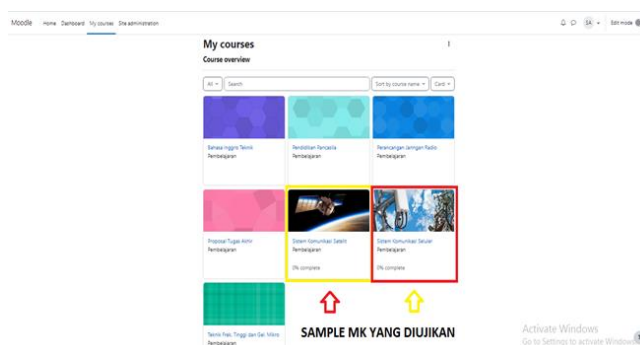 Moodle Home Dashboard My courses Site administration SA Edit mode
My courses
Course overview
All Search Sort by course name Card
Bahasa Inggris Teknik
Pembelajaran
Pendidikan Pancasila
Pembelajaran
Perancangan Jaringan Radio
Pembelajaran
Proposal Tugas Akhir
Pembelajaran
Sistem Komunikasi Satelit
Pembelajaran
0% complete
Sistem Komunikasi Selular
Pembelajaran
0% complete
SAMPLE MK YANG DIUJIKAN
Teknik Frek. Tinggi dan Gel. Mikro
Pembelajaran
Activate Windows
Go to Settings to activate Windows